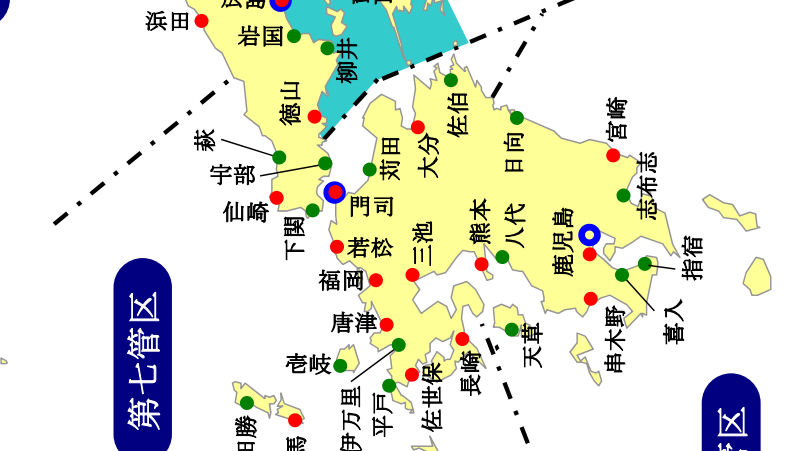 浜田
岩国
柳井
徳山
萩
宇部
仙崎
下関
門司
苅田
大分
佐伯
日向
宮崎
志布志
若松
三池
熊本
八代
鹿児島
指宿
福岡
喜入
唐津
串木野
天草
壱岐
長崎
伊万里
平戸
佐世保
第七管区
区